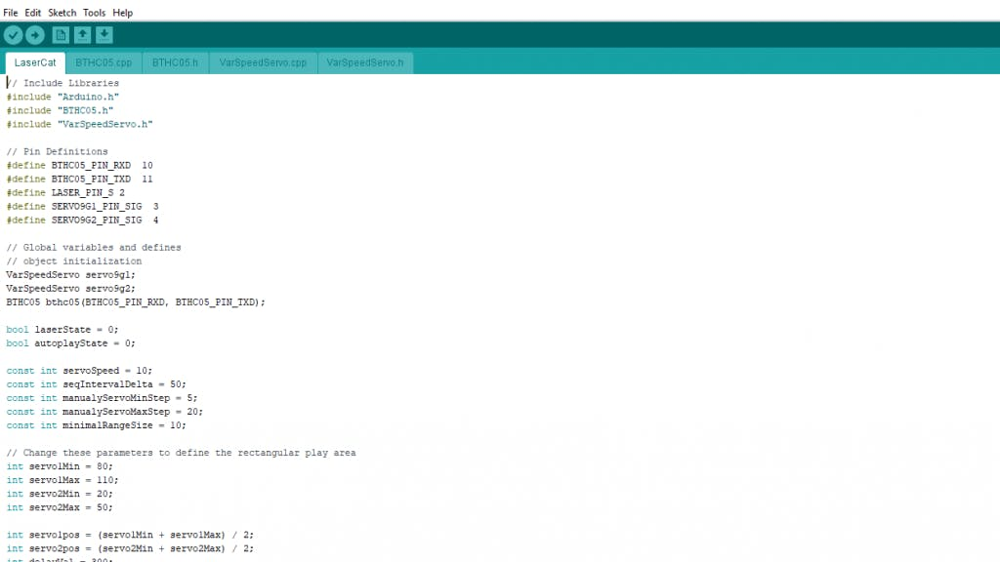 File Edit Sketch Tools Help
LaserCat BTHC05.cpp BTHC05.h VarSpeedServo.cpp VarSpeedServo.h
// Include Libraries
#include "Arduino.h"
#include "BTHC05.h"
#include "VarSpeedServo.h"
// Pin Definitions
#define BTHC05_PIN_RXD 10
#define BTHC05_PIN_TXD 11
#define LASER_PIN_S 2
#define SERVO9G1_PIN_SIG 3
#define SERVO9G2_PIN_SIG 4
// Global variables and defines
// object initialization
VarSpeedServo servo9g1;
VarSpeedServo servo9g2;
BTHC05 bthc05(BTHC05_PIN_RXD, BTHC05_PIN_TXD);
bool laserState = 0;
bool autoplayState = 0;
const int servoSpeed = 10;
const int seqIntervalDelta = 50;
const int manualyServoMinStep = 5;
const int manualyServoMaxStep = 20;
const int minimalRangeSize = 10;
// Change these parameters to define the rectangular play area
int servo1Min = 80;
int servo1Max = 110;
int servo2Min = 20;
int servo2Max = 50;
int servo1pos = (servo1Min + servo1Max) / 2;
int servo2pos = (servo2Min + servo2Max) / 2;
int delayVal = 300;